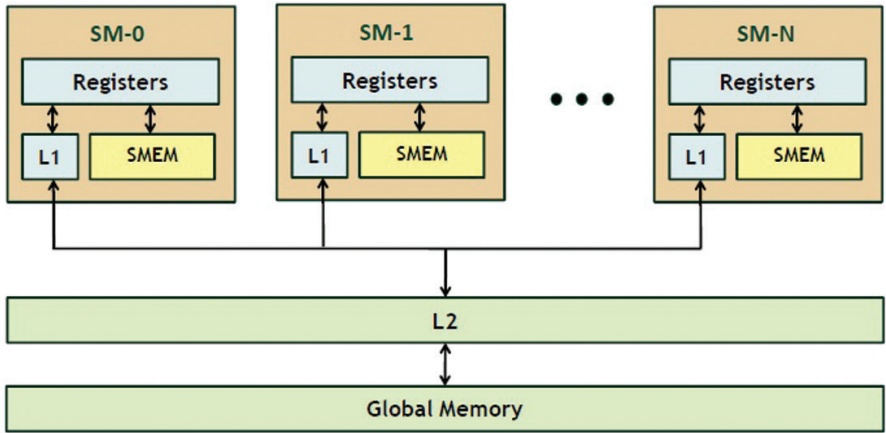 SM-0
SM-1
SM-N
Registers
Registers
Registers
L1
SMEM
L1
SMEM
L1
SMEM
L2
Global Memory